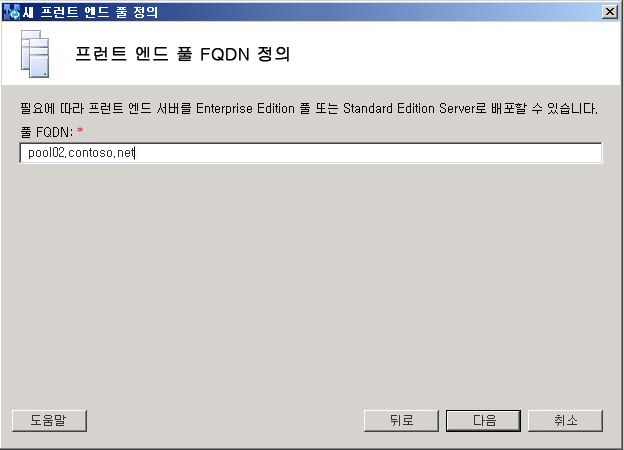 새 프런트 엔드 풀 정의
프런트 엔드 풀 FQDN 정의
필요에 따라 프런트 엔드 서버를 Enterprise Edition 풀 또는 Standard Edition Server로 배포할 수 있습니다.
풀 FQDN: *
pool02.contoso.net
도움말 뒤로 다음 취소